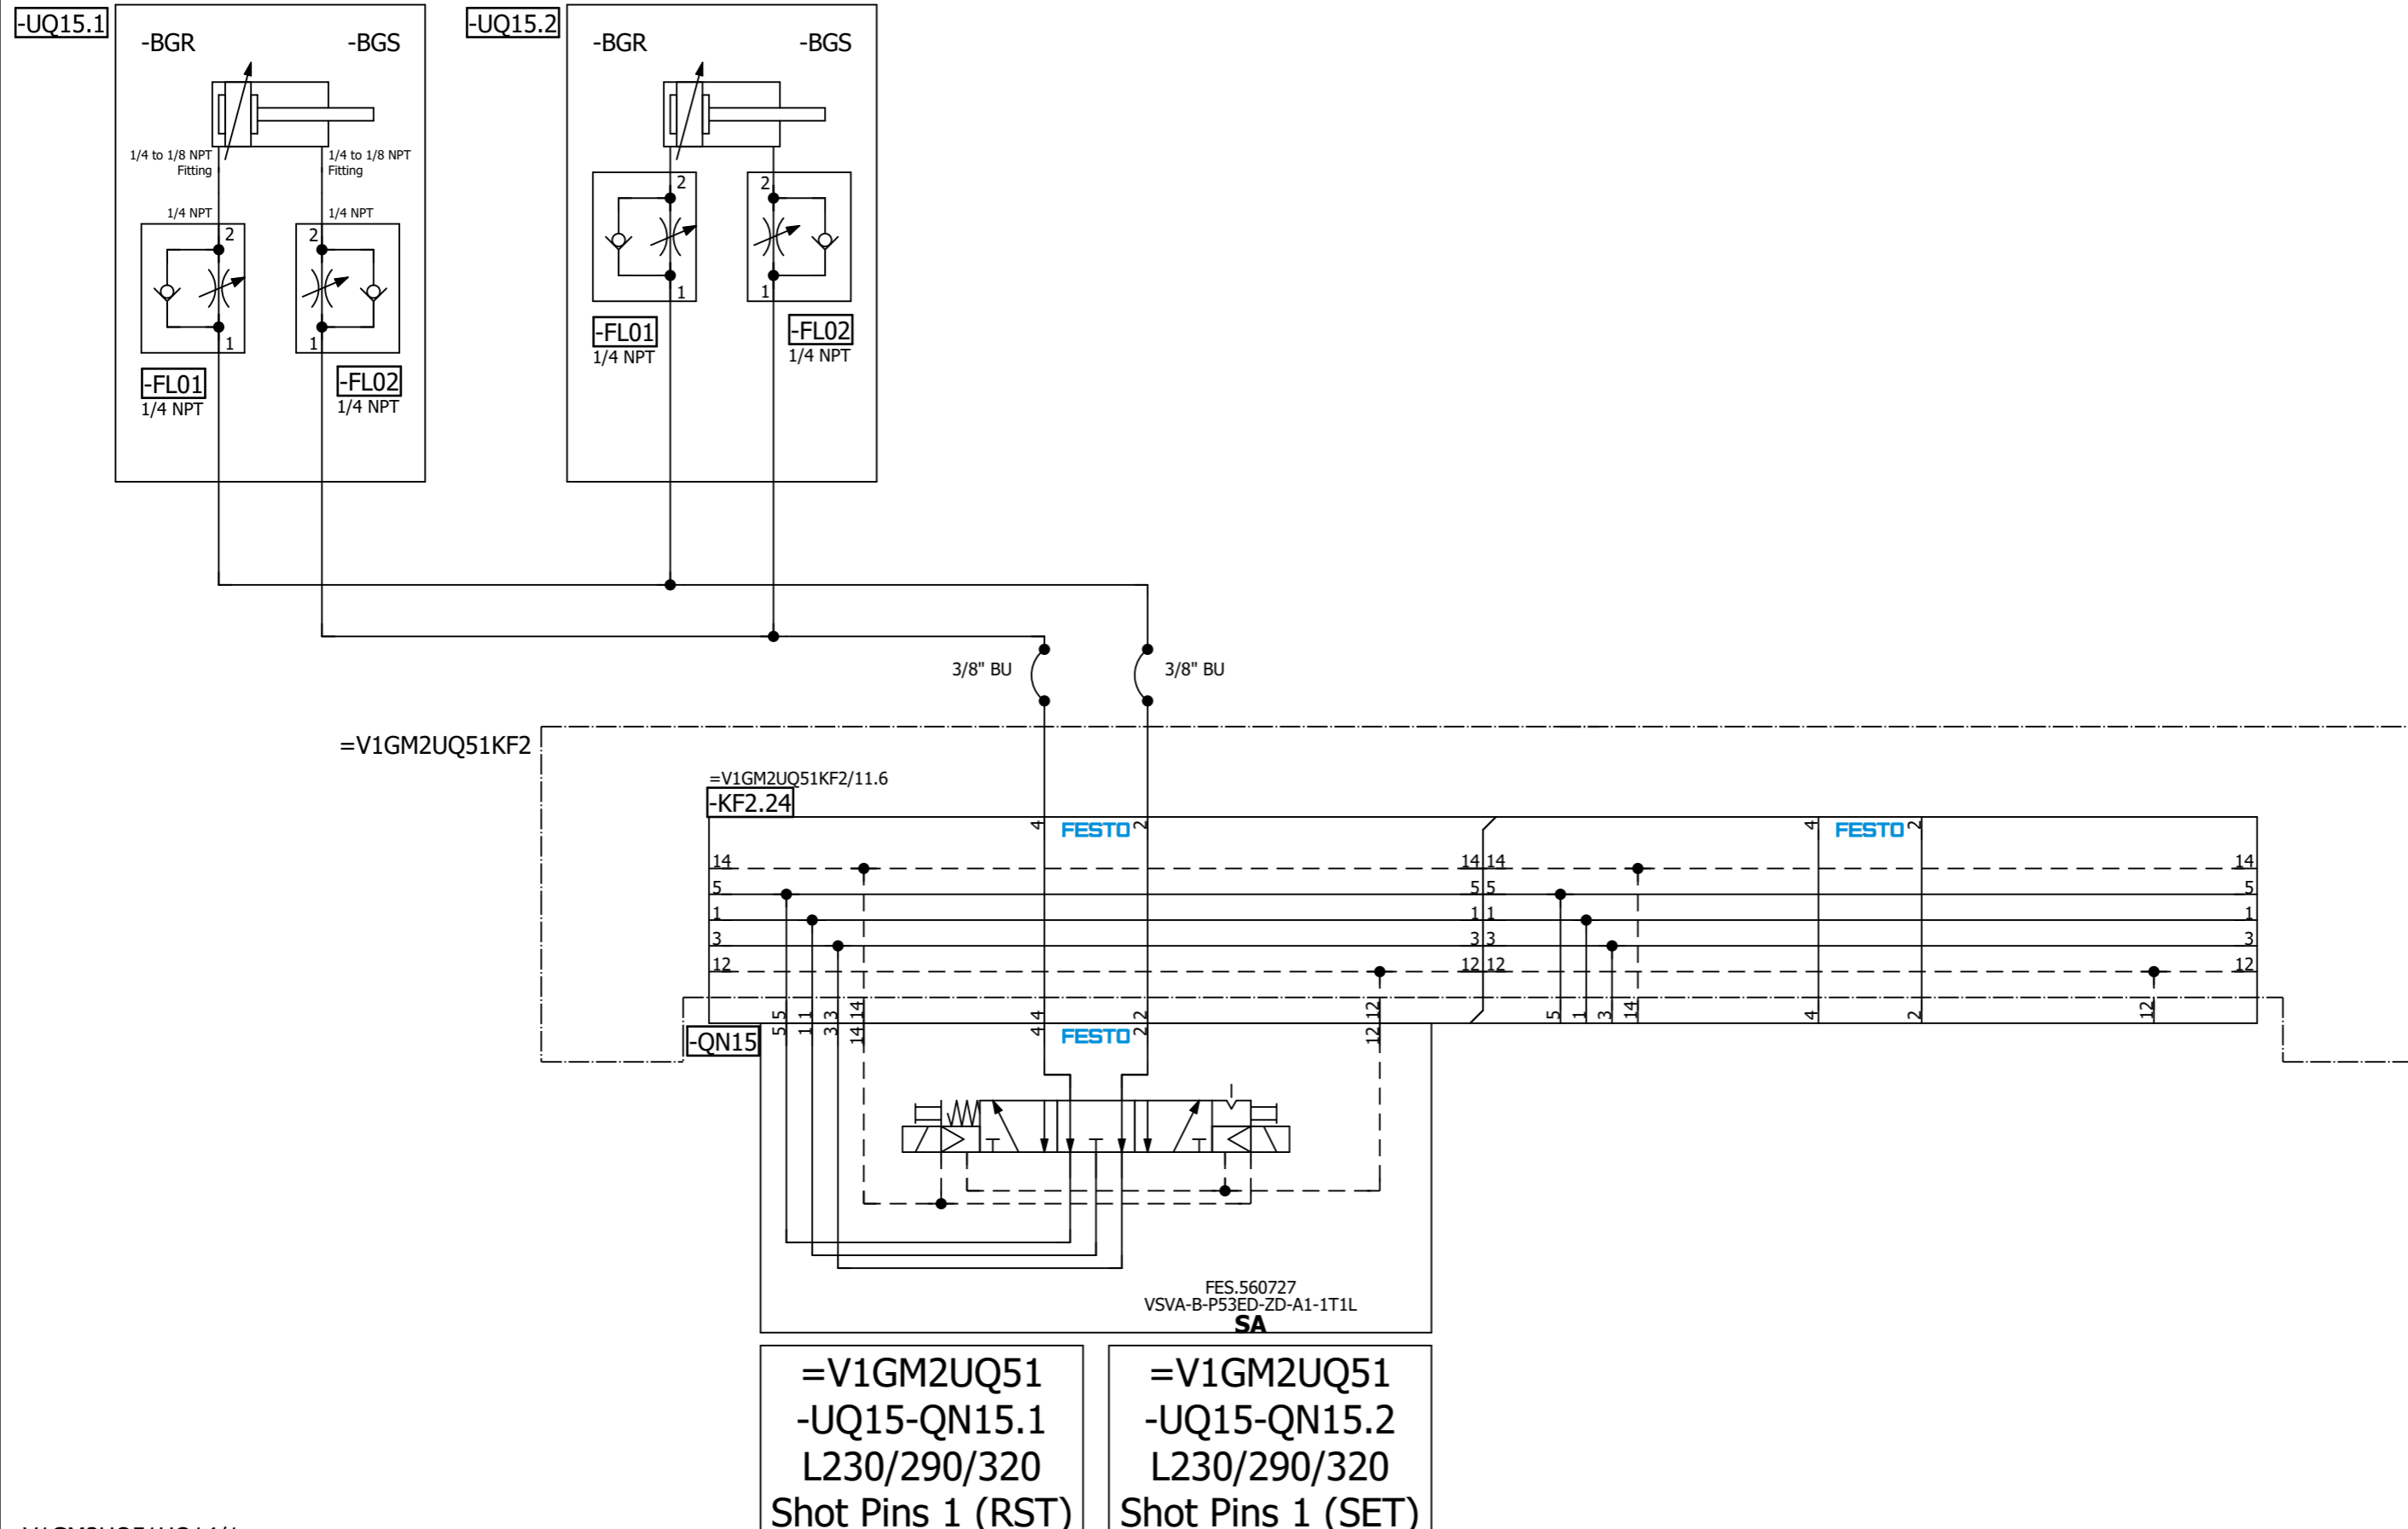 -UQ15.1
-BGR
-BGS
-UQ15.2
-BGR
-BGS
1/4 to 1/8 NPT
Fitting
1/4 to 1/8 NPT
Fitting
1/4 NPT
1/4 NPT
2
2
1
1
2
2
1
1
-FL01
1/4 NPT
-FL02
1/4 NPT
-FL01
1/4 NPT
-FL02
1/4 NPT
3/8" BU
3/8" BU
=V1GM2UQ51KF2
=V1GM2UQ51KF2/11.6
-KF2.24
4
FESTO
2
4
FESTO
2
14
14
14
14
5
5
5
5
1
1
1
1
3
3
3
3
12
12
12
12
5
1
3
14
4
2
12
5
1
3
14
4
2
12
-QN15
5
1
3
14
4
FESTO
2
12
FES.560727
VSVA-B-P53ED-ZD-A1-1T1L
SA
=V1GM2UQ51
-UQ15-QN15.1
L230/290/320
Shot Pins 1 (RST)
=V1GM2UQ51
-UQ15-QN15.2
L230/290/320
Shot Pins 1 (SET)